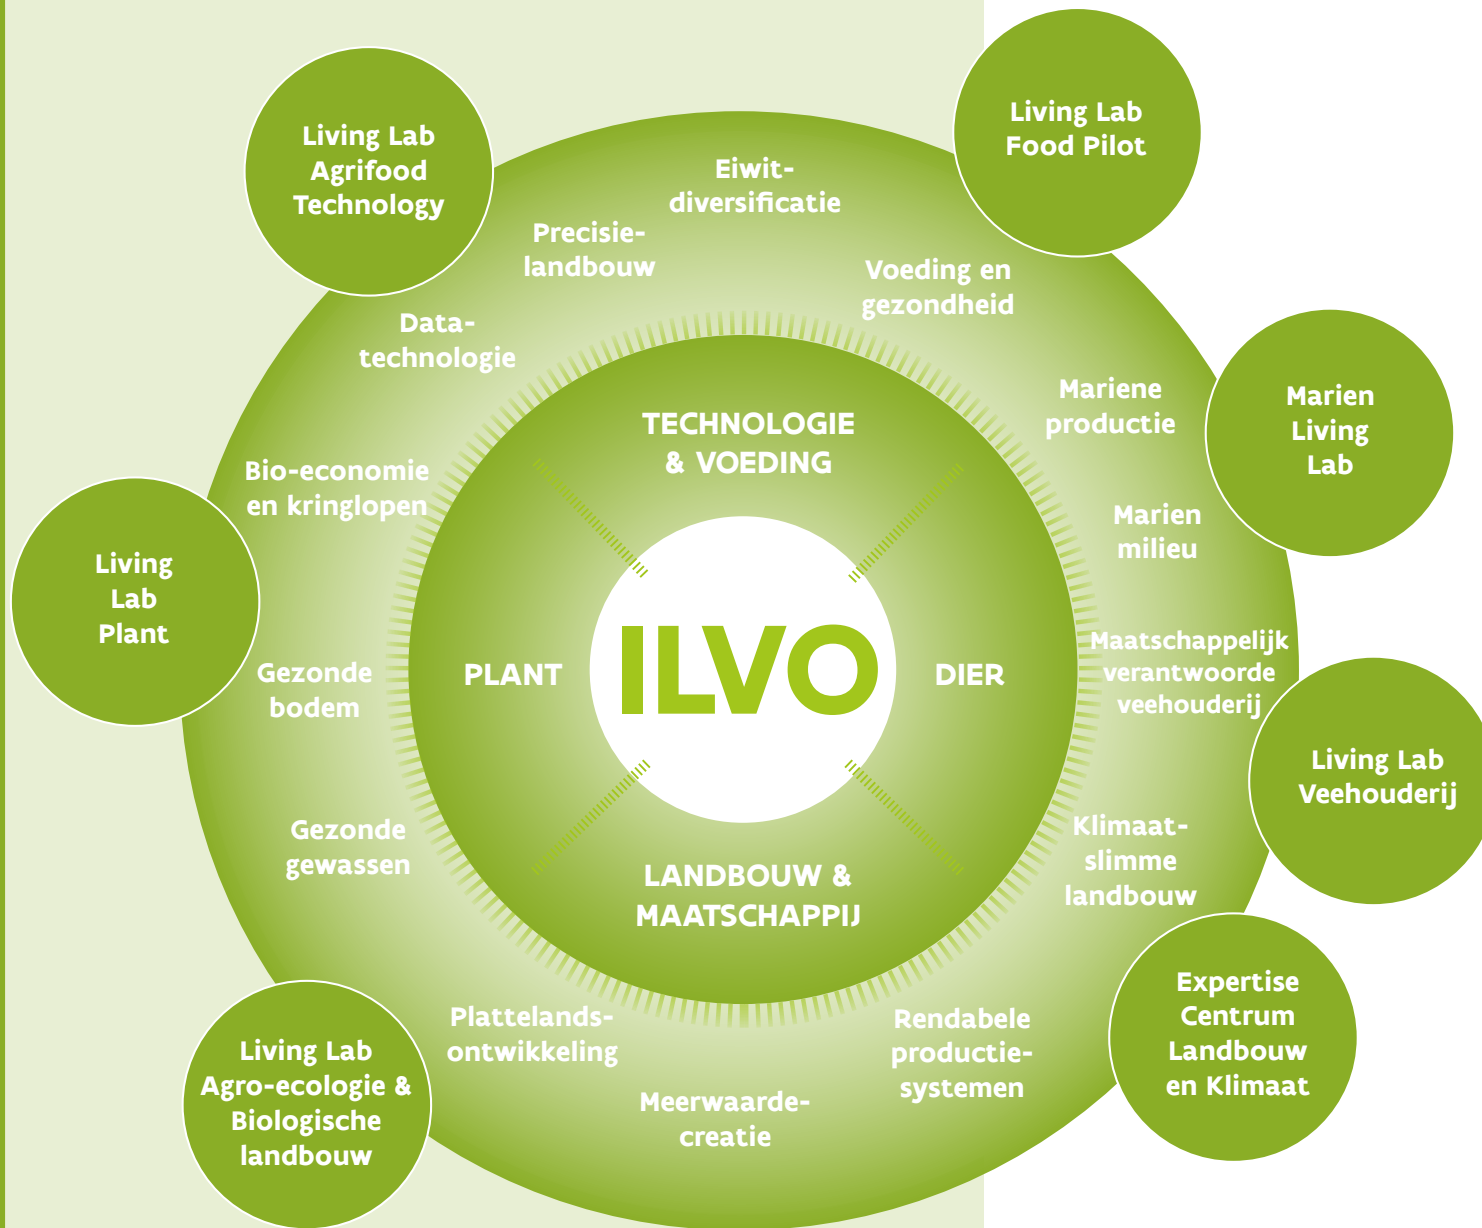 Living Lab
Agrifood
Technology
Living Lab
Food Pilot
Eiwit-
diversificatie
Precisie-
landbouw
Voeding en
gezondheid
Data-
technologie
Mariene
productie
Marien
Living
Lab
Bio-economie
en kringlopen
Marien
milieu
Living
Lab
Plant
Maatschappelijk
verantwoorde
veehouderij
Gezonde
bodem
Living Lab
Veehouderij
Gezonde
gewassen
Klimaat-
slimme
landbouw
Expertise
Centrum
Landbouw
en Klimaat
Plattelands-
ontwikkeling
Rendabele
productie-
systemen
Meerwaarde-
creatie
Living Lab
Agro-ecologie &
Biologische
landbouw
TECHNOLOGIE
& VOEDING
PLANT
ILVO
DIER
LANDBOUW &
MAATSCHAPPIJ